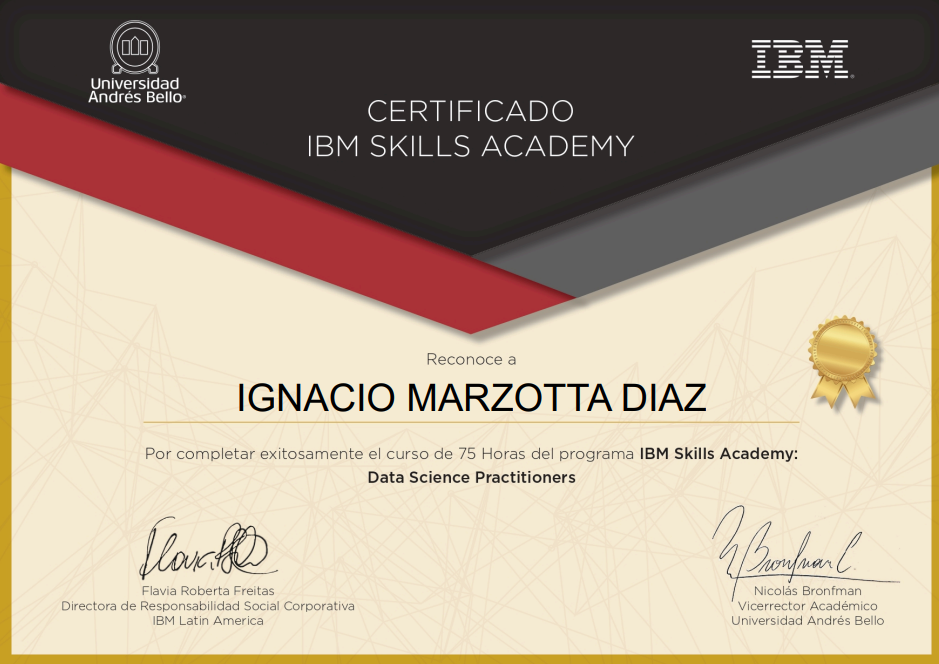 Universidad
Andrés Bello®
IBM®
CERTIFICADO
IBM SKILLS ACADEMY
Reconoce a
IGNACIO MARZOTTA DIAZ
Por completar exitosamente el curso de 75 Horas del programa IBM Skills Academy:
Data Science Practitioners
Flavia Roberta Freitas
Directora de Responsabilidad Social Corporativa
IBM Latin America
Nicolás Bronfman
Vicerrector Académico
Universidad Andrés Bello